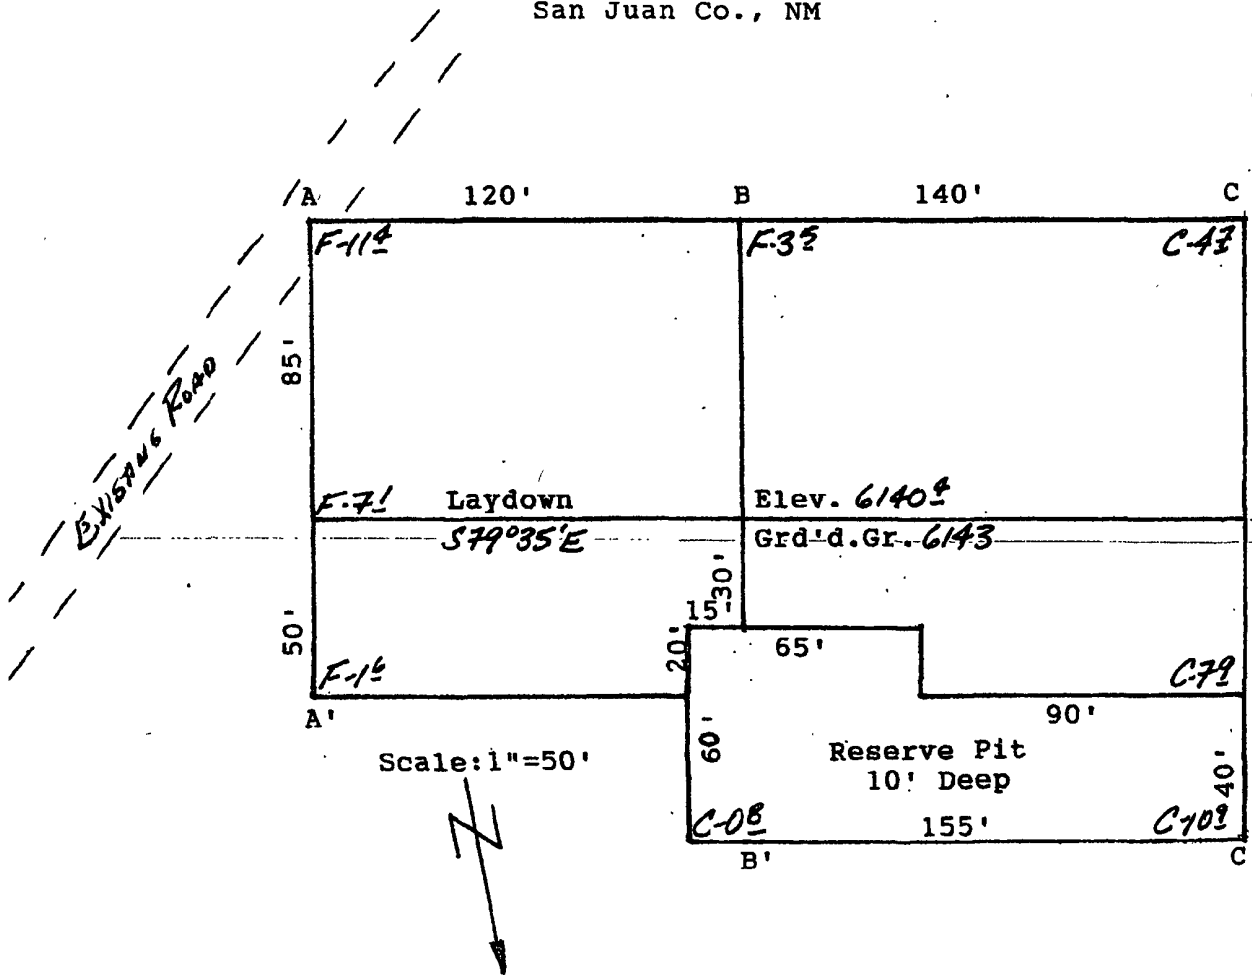 San Juan Co., NM
A 120' B 140' C
F-11⁴ F-3⁵ C-4⁷
85'
EXISTING ROAD
F-7¹ Laydown Elev. 6140⁴
S79°35'E Grd'd.Gr. 6143
30'
15'
50' 20' 65'
F-1⁶ C-7⁹
A' 90'
60'
Scale:1"=50' Reserve Pit
10' Deep
40'
N
C-0⁸ 155' C-10⁹
B' C